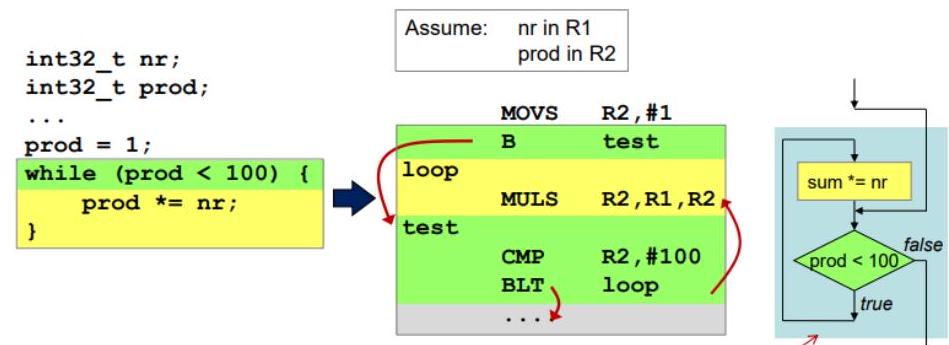 Assume: nr in R1
prod in R2
int32_t nr;
int32_t prod;
...
prod = 1;
while (prod < 100) {
prod *= nr;
}
MOVS R2,#1
B test
loop
MULS R2,R1,R2
test
CMP R2,#100
BLT loop
....
sum *= nr
prod < 100
false
true